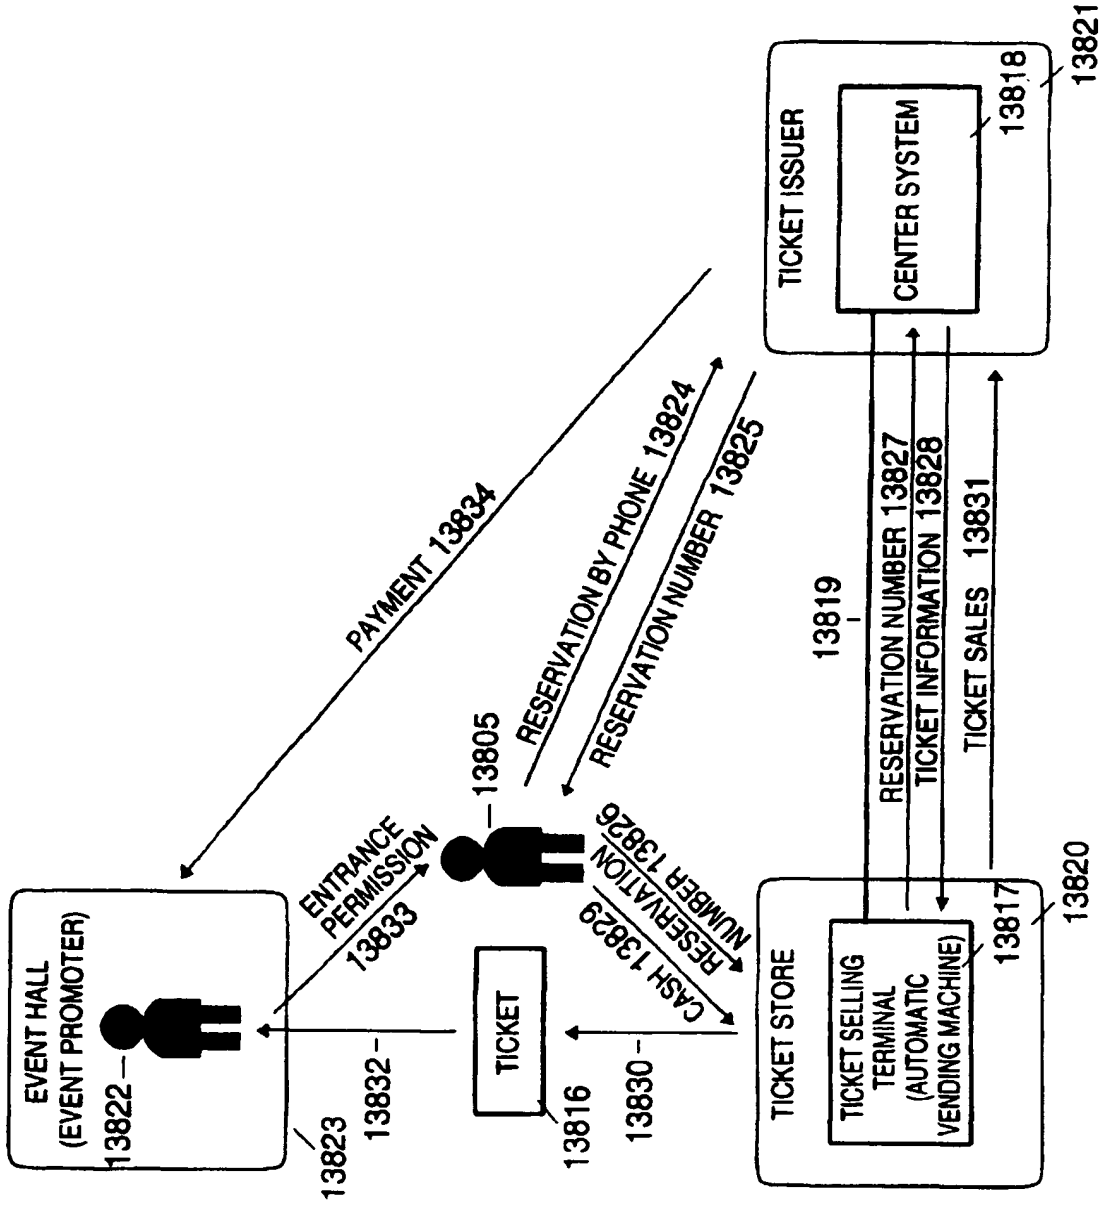 EVENT HALL
(EVENT PROMOTER)
13822
13823
PAYMENT 13834
ENTRANCE
PERMISSION
13833
13832
13805
TICKET
13816
13830
RESERVATION BY PHONE 13824
RESERVATION NUMBER 13825
RESERVATION
NUMBER 13826
CASH 13829
TICKET ISSUER
CENTER SYSTEM
13818
13821
13819
RESERVATION NUMBER 13827
TICKET INFORMATION 13828
TICKET SALES 13831
TICKET STORE
TICKET SELLING
TERMINAL
(AUTOMATIC
VENDING MACHINE)
13817
13820